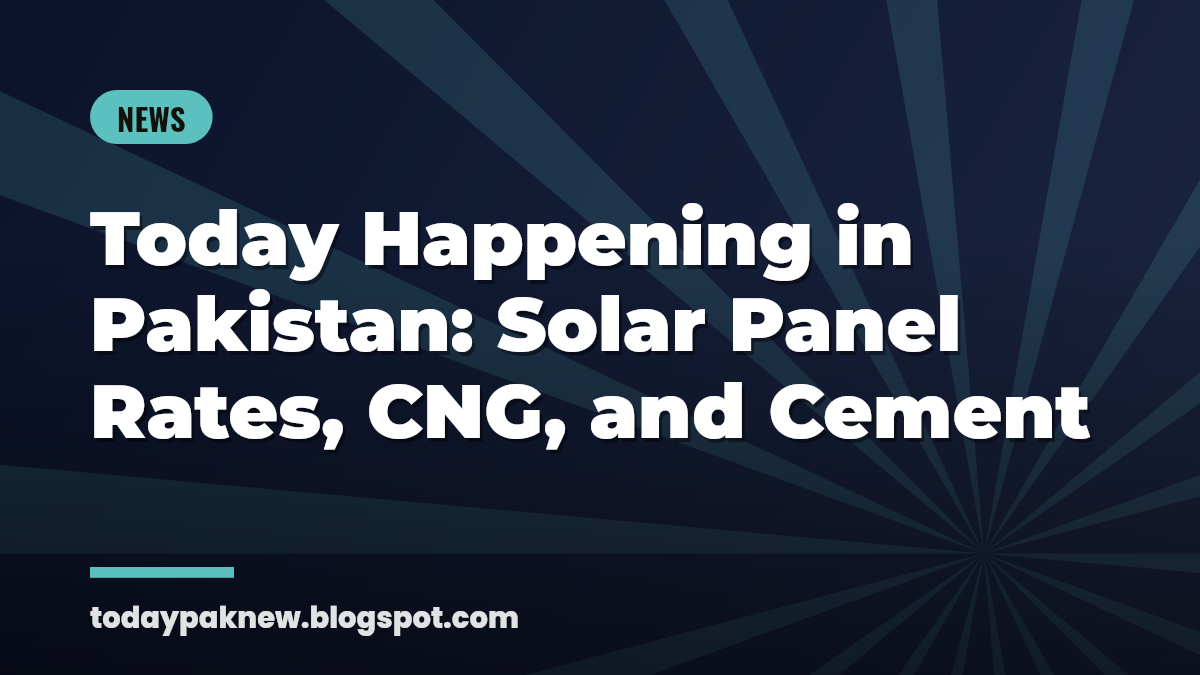 NEWS
Today Happening in
Pakistan: Solar Panel
Rates, CNG, and Cement
todaypaknew.blogspot.com